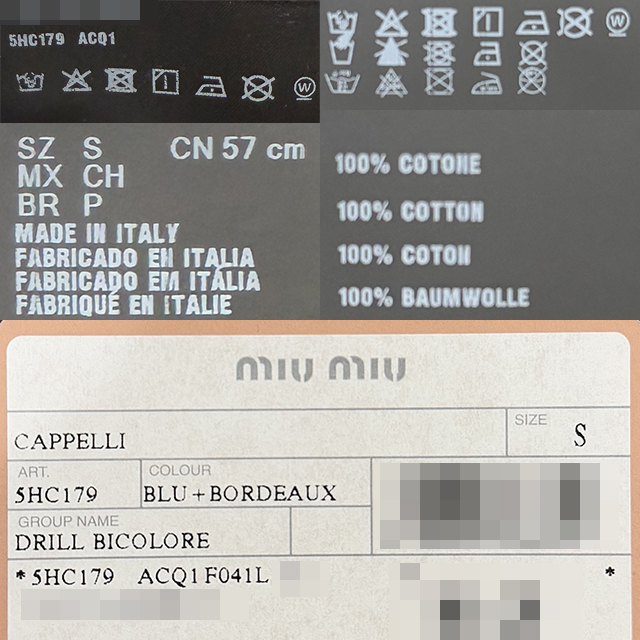 5HC179 ACQ1
SZ S CN 57 cm
MX CH
BR P
MADE IN ITALY
FABRICADO EN ITALIA
FABRICADO EM ITÁLIA
FABRIQUÉ EN ITALIE
100% COTONE
100% COTTON
100% COTON
100% BAUMWOLLE
miu miu
SIZE
CAPPELLI S
ART. COLOUR
5HC179 BLU+BORDEAUX
GROUP NAME
DRILL BICOLORE
*5HC179 ACQ1F041L *